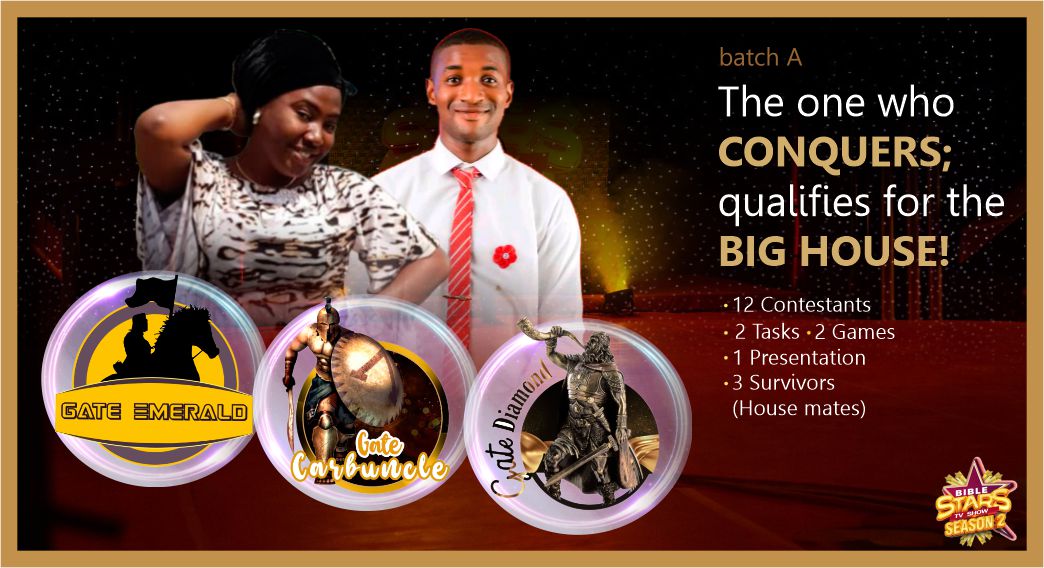 batch A
The one who
CONQUERS;
qualifies for the
BIG HOUSE!
· 12 Contestants
· 2 Tasks · 2 Games
· 1 Presentation
· 3 Survivors
(House mates)
GATE EMERALD
Gate
Carbuncle
Gate Diamond
BIBLE
STARS
TV SHOW
SEASON 2